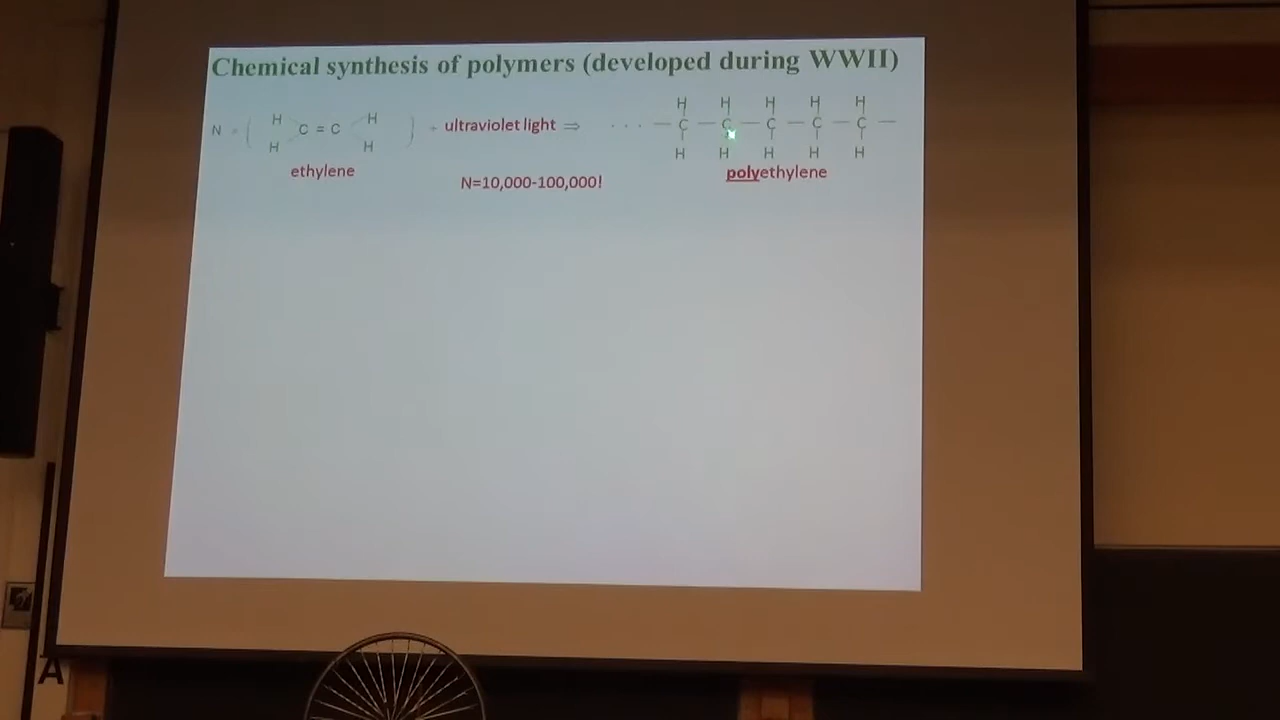 Chemical synthesis of polymers (developed during WWII)
H H H H H
N · ( H C = C H ) + ultraviolet light ⇒ · · · — C — C — C — C — C —
H H H H H H H
ethylene polyethylene
N=10,000-100,000!
A